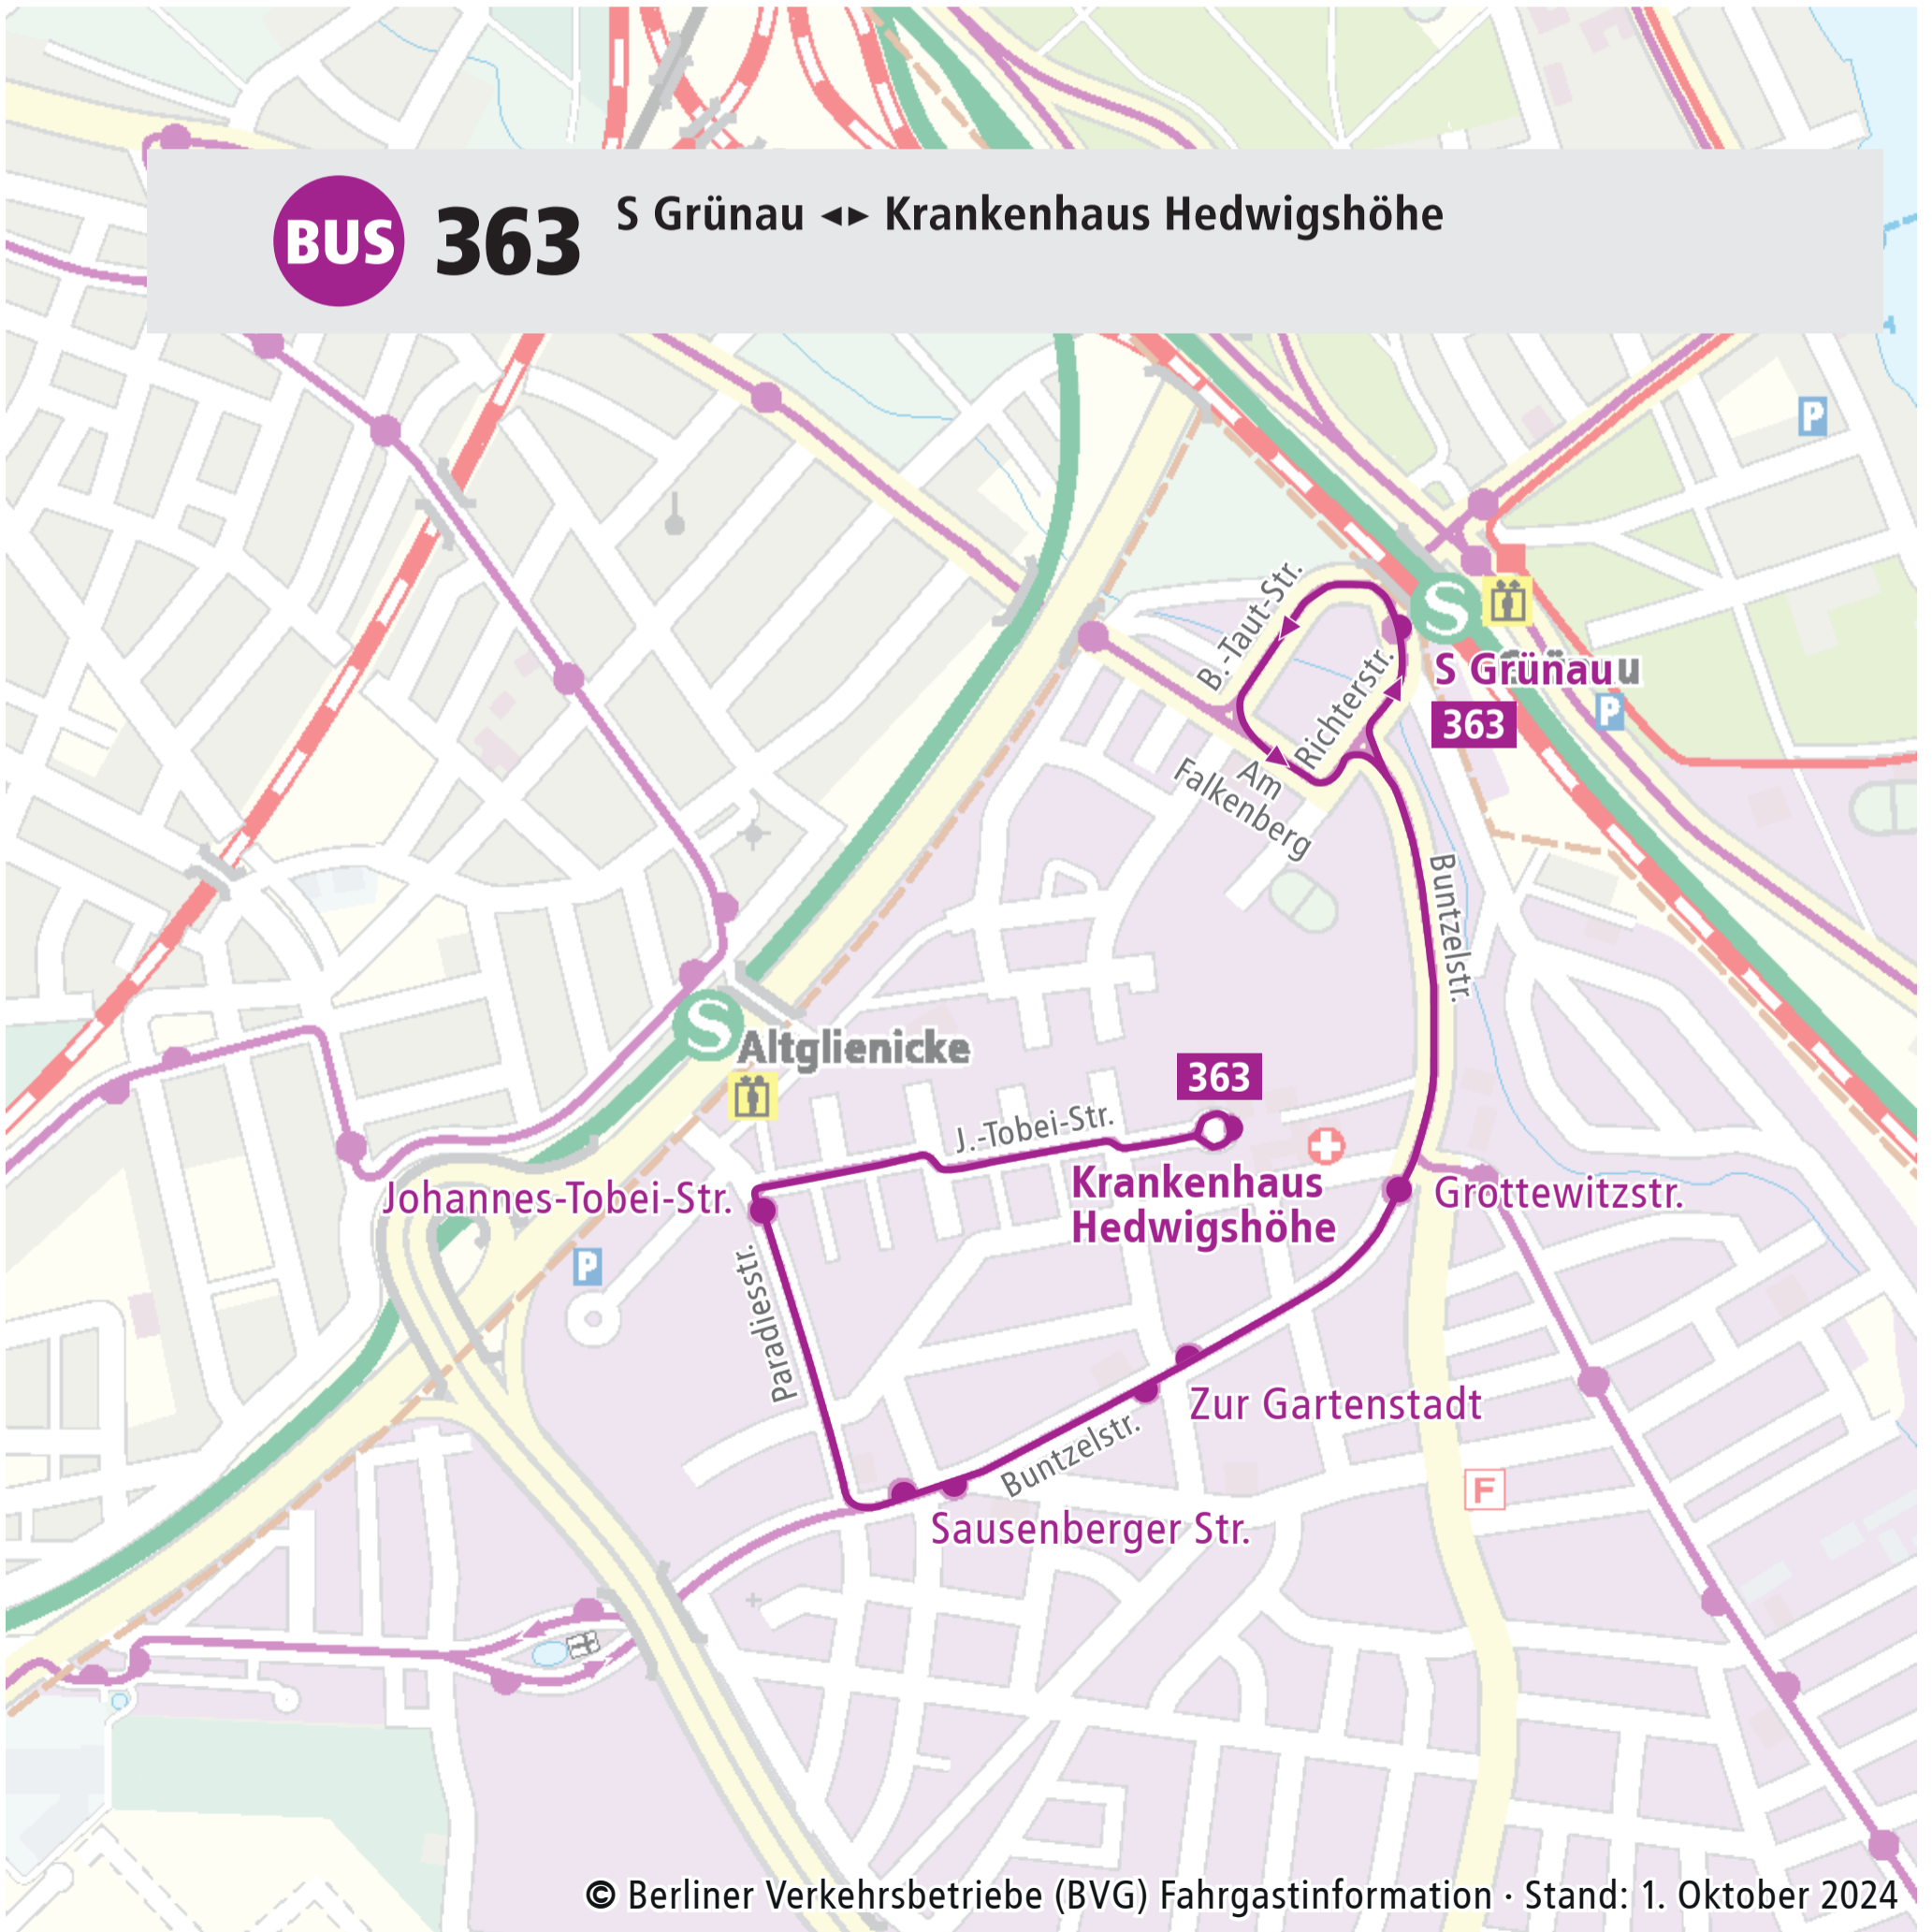 BUS 363 S Grünau ◄► Krankenhaus Hedwigshöhe
P
B.-Taut-Str.
S
S Grünau
P
Richterstr.
363
Am
Falkenberg
Buntzelstr.
S
Altglienicke
363
J.-Tobei-Str.
Johannes-Tobei-Str.
Krankenhaus
Hedwigshöhe
Grottewitzstr.
P
Paradiesstr.
Zur Gartenstadt
Buntzelstr.
F
Sausenberger Str.
© Berliner Verkehrsbetriebe (BVG) Fahrgastinformation · Stand: 1. Oktober 2024